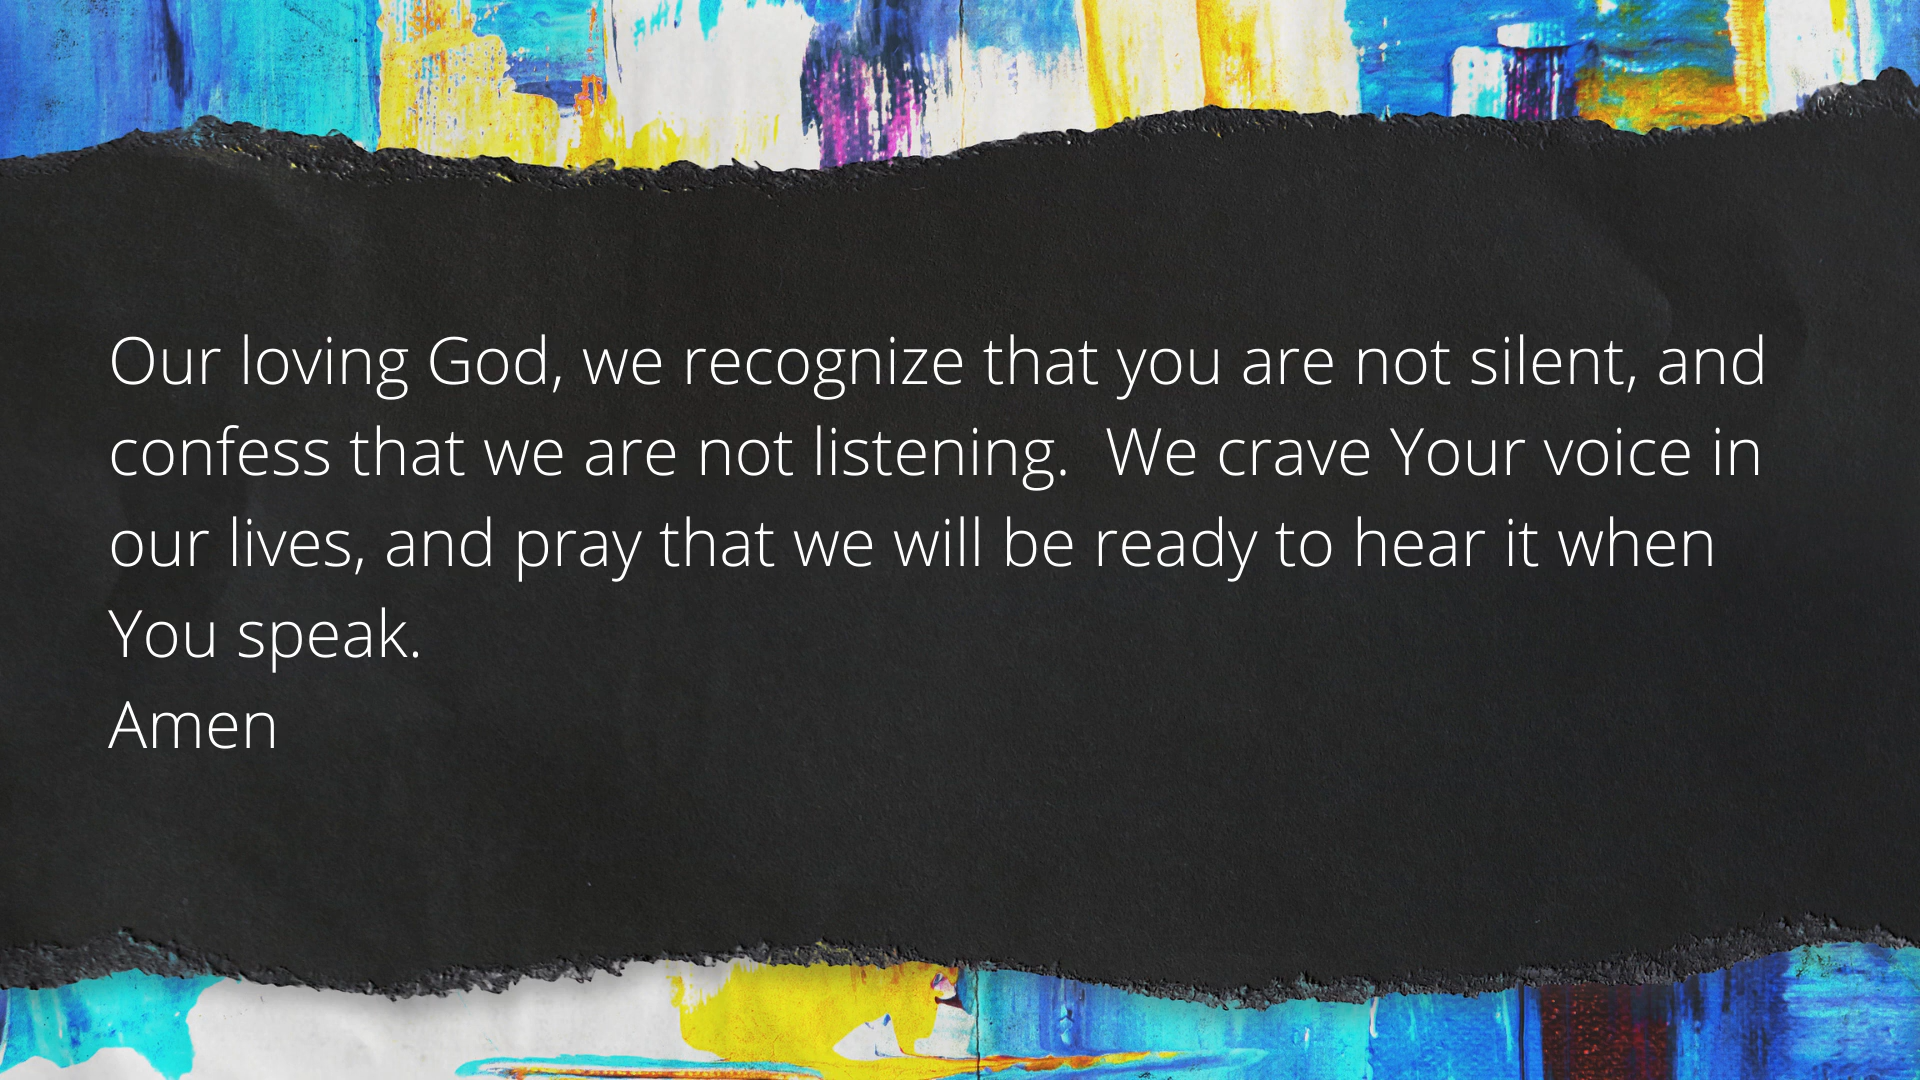 Our loving God, we recognize that you are not silent, and
confess that we are not listening.  We crave Your voice in
our lives, and pray that we will be ready to hear it when
You speak.
Amen